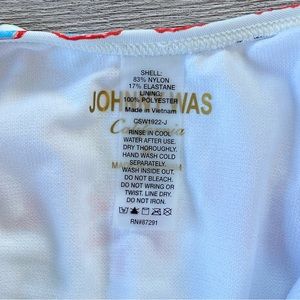 SHELL:
83% NYLON
17% ELASTANE
LINING:
100% POLYESTER
Made in Vietnam
JOHNNY WAS
CSW1922-J
RINSE IN COOL
WATER AFTER USE.
DRY THOROUGHLY.
HAND WASH COLD
SEPARATELY.
WASH INSIDE OUT.
DO NOT BLEACH.
DO NOT WRING OR
TWIST. LINE DRY.
DO NOT IRON.
RN#87291